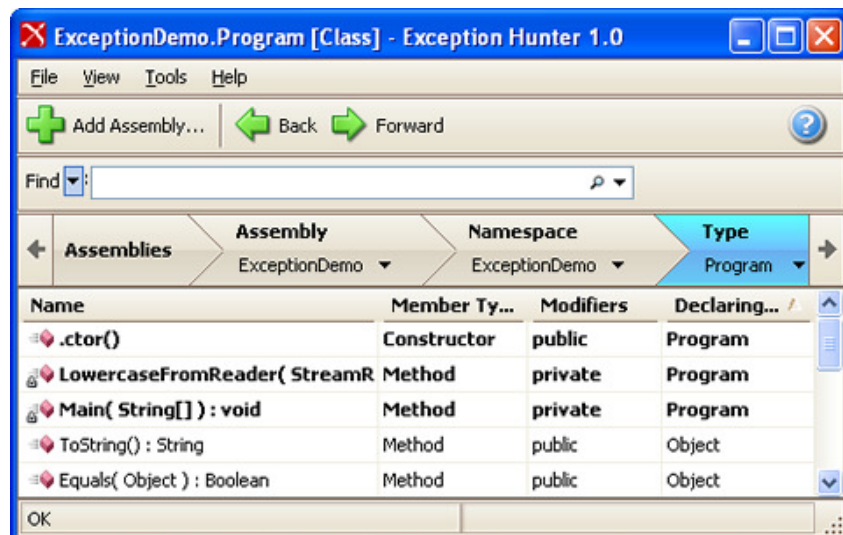 ExceptionDemo.Program [Class] - Exception Hunter 1.0
File View Tools Help
Add Assembly... Back Forward
Find :
Assemblies
Assembly
ExceptionDemo
Namespace
ExceptionDemo
Type
Program
Name Member Ty... Modifiers Declaring...
.ctor() Constructor public Program
LowercaseFromReader( StreamR Method private Program
Main( String[] ) : void Method private Program
ToString() : String Method public Object
Equals( Object ) : Boolean Method public Object
OK